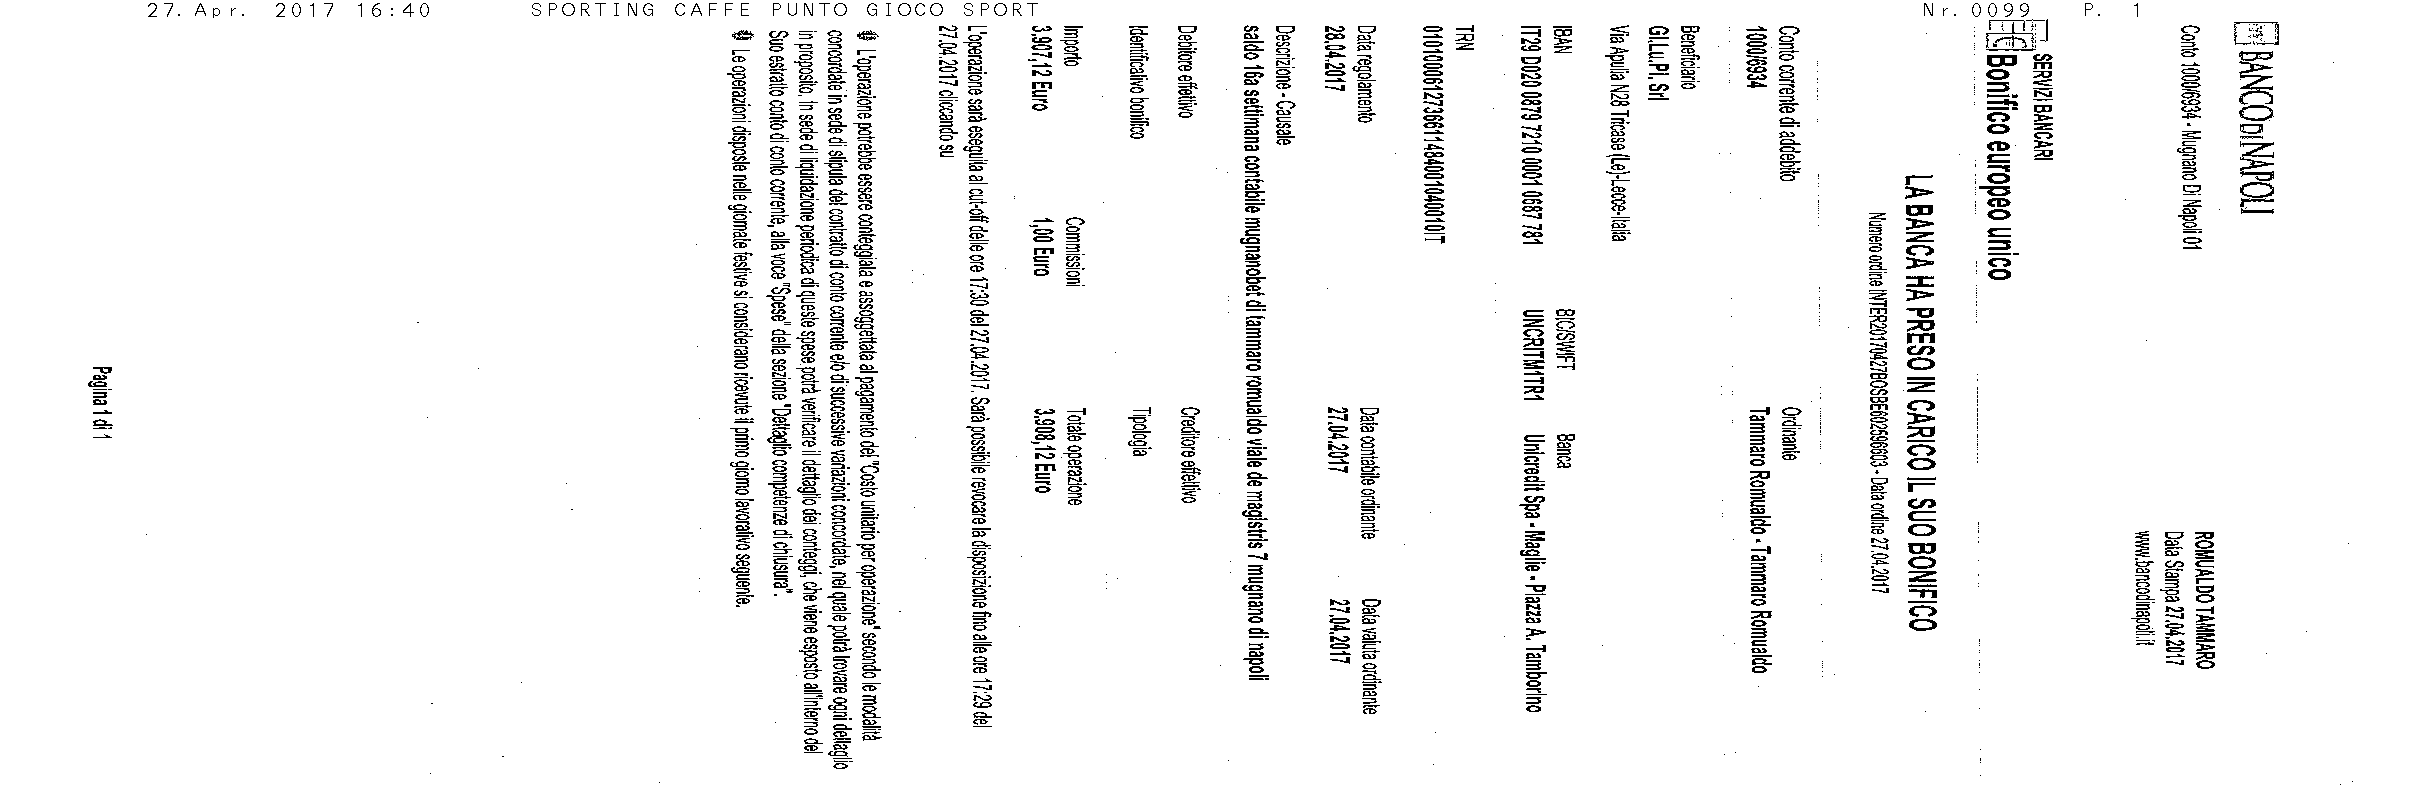 27.Apr. 2017 16:40 SPORTING CAFFE PUNTO GIOCO SPORT Nr.0099 P. 1
BANCO DI NAPOLI
ROMUALDO TAMMARO
Conto 1000/6934 - Mugnano Di Napoli 01
Data Stampa 27.04.2017
www.bancodinapoli.it
SERVIZI BANCARI
Bonifico europeo unico
LA BANCA HA PRESO IN CARICO IL SUO BONIFICO
Numero ordine INTER20170427BOSBE602596603 - Data ordine 27.04.2017
Conto corrente di addebito Ordinante
1000/6934 Tammaro Romualdo - Tammaro Romualdo
Beneficiario
GI.Lu.Pi. Srl
Via Apulia N28 Tricase (Le)-Lecce-Italia
IBAN BIC/SWIFT Banca
IT29 D020 0879 7210 0001 0687 781 UNCRITM1TR1 Unicredit Spa - Maglie - Piazza A. Tamborino
TRN
0101000612736611484001040010IT
Data regolamento Data contabile ordinante Data valuta ordinante
28.04.2017 27.04.2017 27.04.2017
Descrizione - Causale
saldo 16a settimana contabile mugnanobet di tammaro romualdo viale de magistris 7 mugnano di napoli
Debitore effettivo Creditore effettivo
Identificativo bonifico Tipologia
Importo Commissioni Totale operazione
3.907,12 Euro 1,00 Euro 3.908,12 Euro
L'operazione sarà eseguita al cut-off delle ore 17:30 del 27.04.2017. Sarà possibile revocare la disposizione fino alle ore 17:29 del
27.04.2017 cliccando su
L'operazione potrebbe essere conteggiata e assoggettata al pagamento del "Costo unitario per operazione" secondo le modalità
concordate in sede di stipula del contratto di conto corrente e/o di successive variazioni concordate, nel quale potrà trovare ogni dettaglio
in proposito. In sede di liquidazione periodica di queste spese potrà verificare il dettaglio dei conteggi, che viene esposto all'interno del
Suo estratto conto di conto corrente, alla voce "Spese" della sezione "Dettaglio competenze di chiusura".
Le operazioni disposte nelle giornate festive si considerano ricevute il primo giorno lavorativo seguente.
Pagina 1 di 1